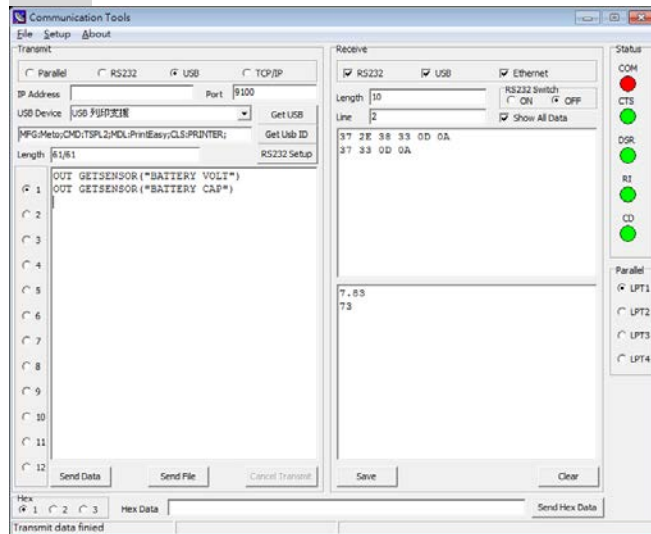 Communication Tools
File Setup About
Transmit
Parallel RS232 USB TCP/IP
IP Address Port 9100
USB Device USB 列印支援 Get USB
MFG:Meto;CMD:TSPL2;MDL:PrintEasy;CLS:PRINTER; Get Usb ID
Length 61/61 RS232 Setup
1
2
3
4
5
6
7
8
9
10
11
12
OUT GETSENSOR("BATTERY VOLT")
OUT GETSENSOR("BATTERY CAP")
Send Data Send File Cancel Transmit
Receive
RS232 USB Ethernet
Length 10 RS232 Switch
ON OFF
Line 2 Show All Data
37 2E 38 33 0D 0A
37 33 0D 0A
7.83
73
Save Clear
Status
COM
CTS
DSR
RI
CD
Parallel
LPT1
LPT2
LPT3
LPT4
Hex
1 2 3 Hex Data Send Hex Data
Transmit data finied